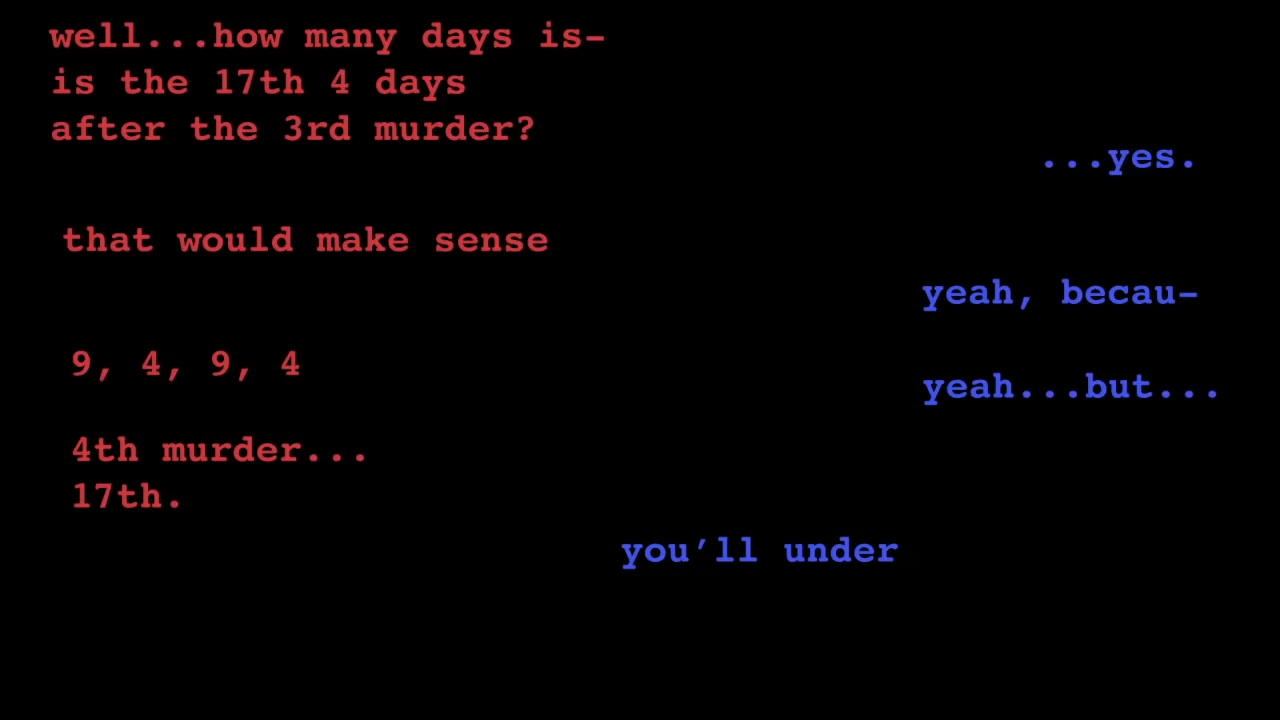 well...how many days is-
is the 17th 4 days
after the 3rd murder?
...yes.
that would make sense
yeah, becau-
9, 4, 9, 4
yeah...but...
4th murder...
17th.
you’ll under